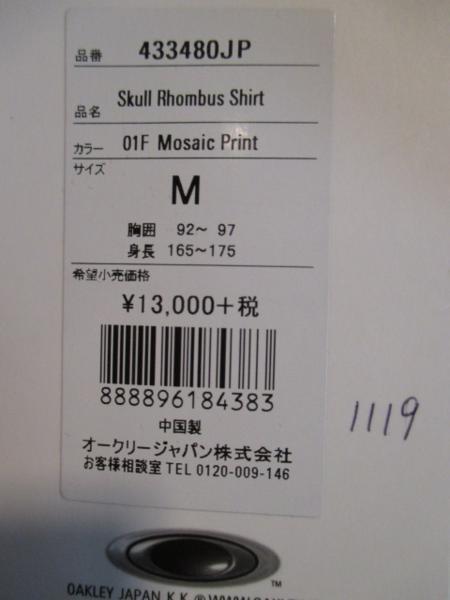 品番 433480JP
品名 Skull Rhombus Shirt
カラー 01F Mosaic Print
サイズ
M
胸囲 92～ 97
身長 165～175
希望小売価格
¥13,000+税
888896184383
中国製
オークリージャパン株式会社
お客様相談室 TEL 0120-009-146
1119
TM
OAKLEY JAPAN K.K. ®